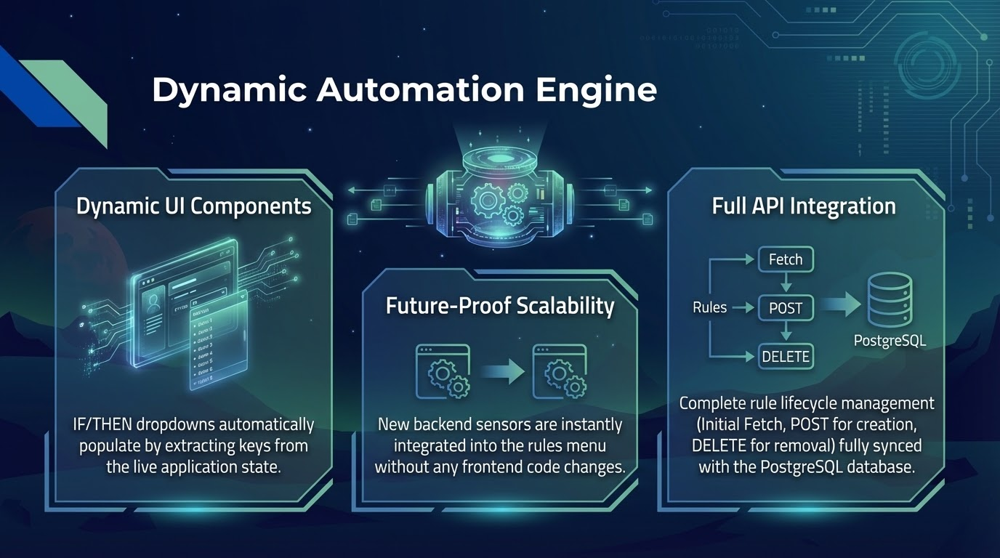 Dynamic Automation Engine
Dynamic UI Components
IF/THEN dropdowns automatically
populate by extracting keys from
the live application state.
Future-Proof Scalability
New backend sensors are instantly
integrated into the rules menu
without any frontend code changes.
Full API Integration
Fetch
Rules
POST
DELETE
PostgreSQL
Complete rule lifecycle management
(Initial Fetch, POST for creation,
DELETE for removal) fully synced
with the PostgreSQL database.